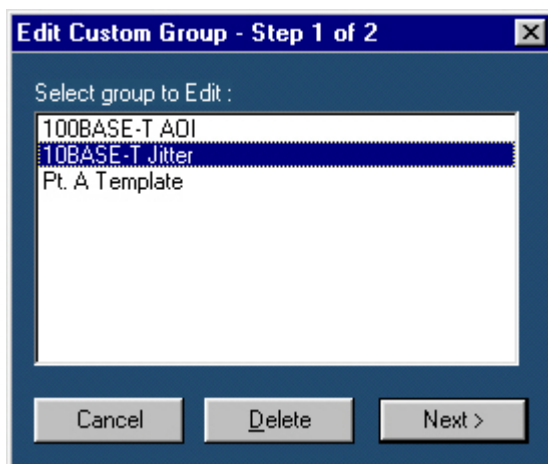 Edit Custom Group - Step 1 of 2
Select group to Edit :
100BASE-T AOI
10BASE-T Jitter
Pt. A Template
Cancel Delete Next >